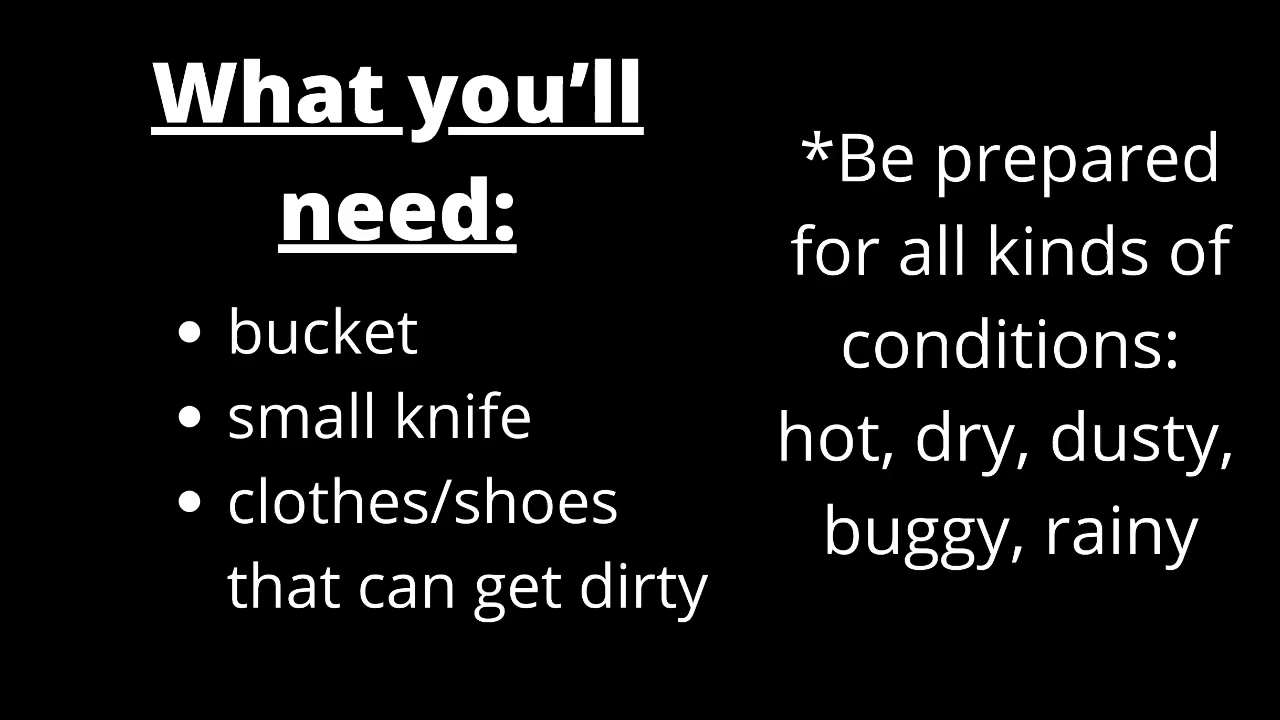 What you’ll
need:
• bucket
• small knife
• clothes/shoes
that can get dirty
*Be prepared
for all kinds of
conditions:
hot, dry, dusty,
buggy, rainy